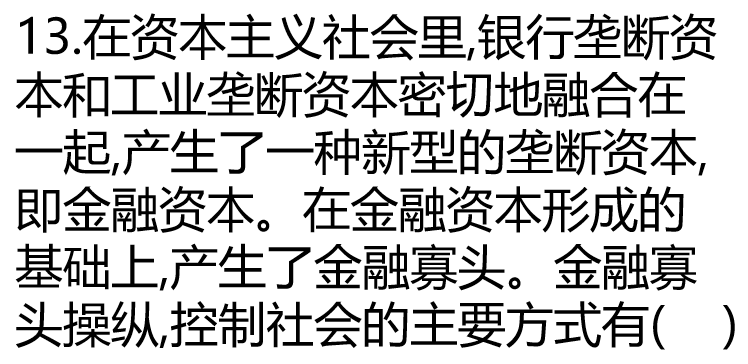 13.在资本主义社会里,银行垄断资
本和工业垄断资本密切地融合在
一起,产生了一种新型的垄断资本,
即金融资本。在金融资本形成的
基础上,产生了金融寡头。金融寡
头操纵,控制社会的主要方式有(    )